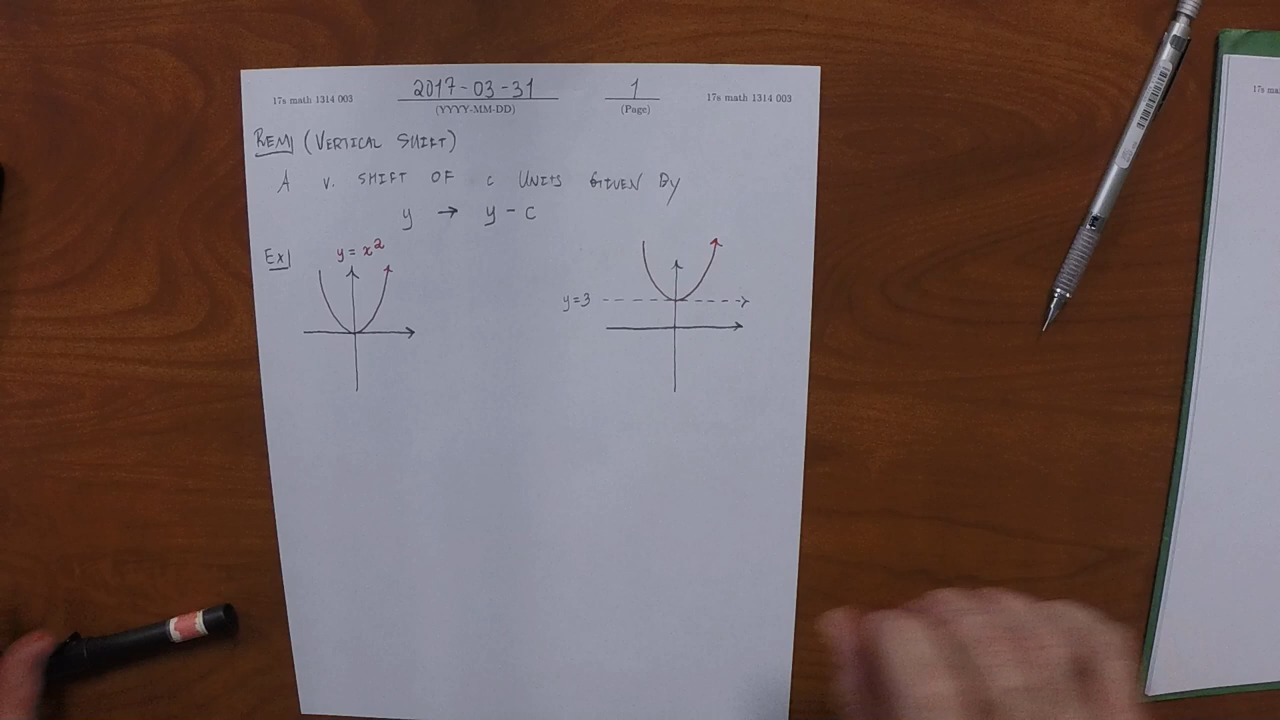 17s math 1314 003 2017-03-31 1 17s math 1314 003
(YYYY-MM-DD) (Page)
REM (VERTICAL SHIFT)
A V. SHIFT OF c UNITS GIVEN BY
y → y - c
Ex y = x²
y=3